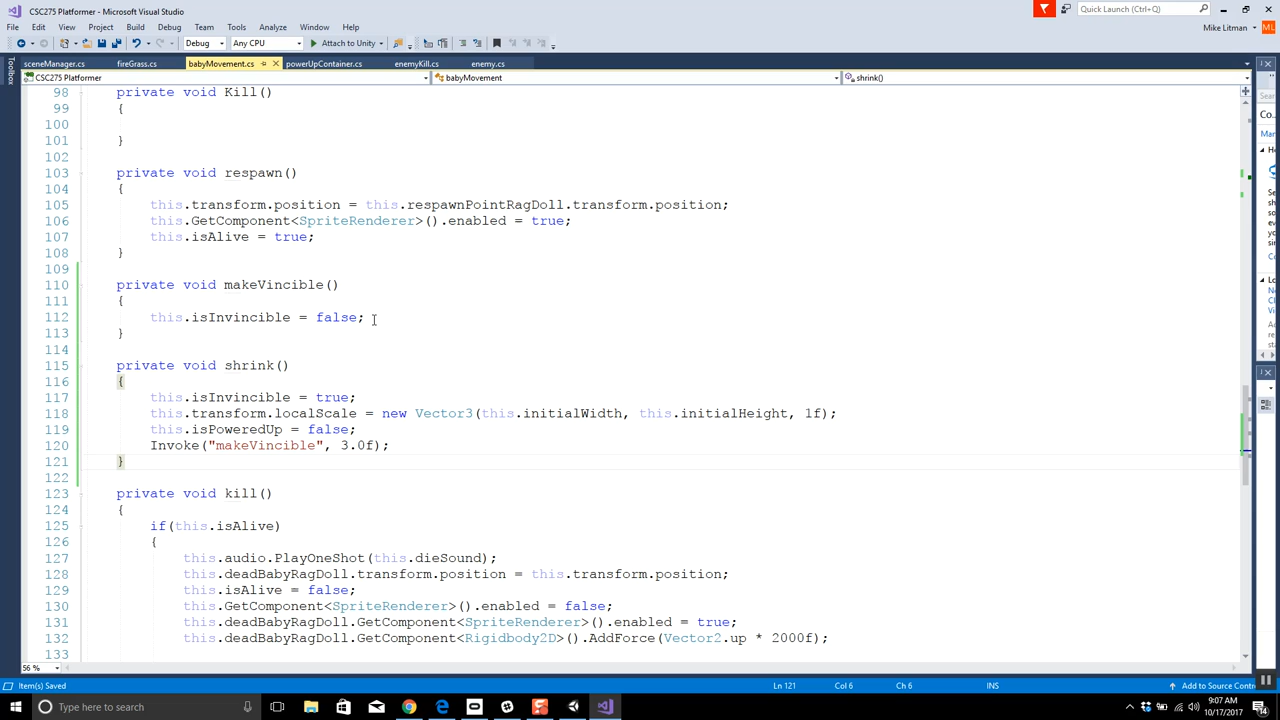 CSC275 Platformer - Microsoft Visual Studio
Quick Launch (Ctrl+Q)
File Edit View Project Build Debug Team Tools Analyze Window Help
Mike Litman ML
Debug Any CPU Attach to Unity
Toolbox
sceneManager.cs fireGrass.cs babyMovement.cs powerUpContainer.cs enemyKill.cs enemy.cs
CSC275 Platformer babyMovement shrink()
98 private void Kill()
99 {
100
101 }
102
103 private void respawn()
104 {
105 this.transform.position = this.respawnPointRagDoll.transform.position;
106 this.GetComponent<SpriteRenderer>().enabled = true;
107 this.isAlive = true;
108 }
109
110 private void makeVincible()
111 {
112 this.isInvincible = false;
113 }
114
115 private void shrink()
116 {
117 this.isInvincible = true;
118 this.transform.localScale = new Vector3(this.initialWidth, this.initialHeight, 1f);
119 this.isPoweredUp = false;
120 Invoke("makeVincible", 3.0f);
121 }
122
123 private void kill()
124 {
125 if(this.isAlive)
126 {
127 this.audio.PlayOneShot(this.dieSound);
128 this.deadBabyRagDoll.transform.position = this.transform.position;
129 this.isAlive = false;
130 this.GetComponent<SpriteRenderer>().enabled = false;
131 this.deadBabyRagDoll.GetComponent<SpriteRenderer>().enabled = true;
132 this.deadBabyRagDoll.GetComponent<Rigidbody2D>().AddForce(Vector2.up * 2000f);
133
56 %
Item(s) Saved Ln 121 Col 6 Ch 6 INS Add to Source Contr
Type here to search
9:07 AM
10/17/2017
14